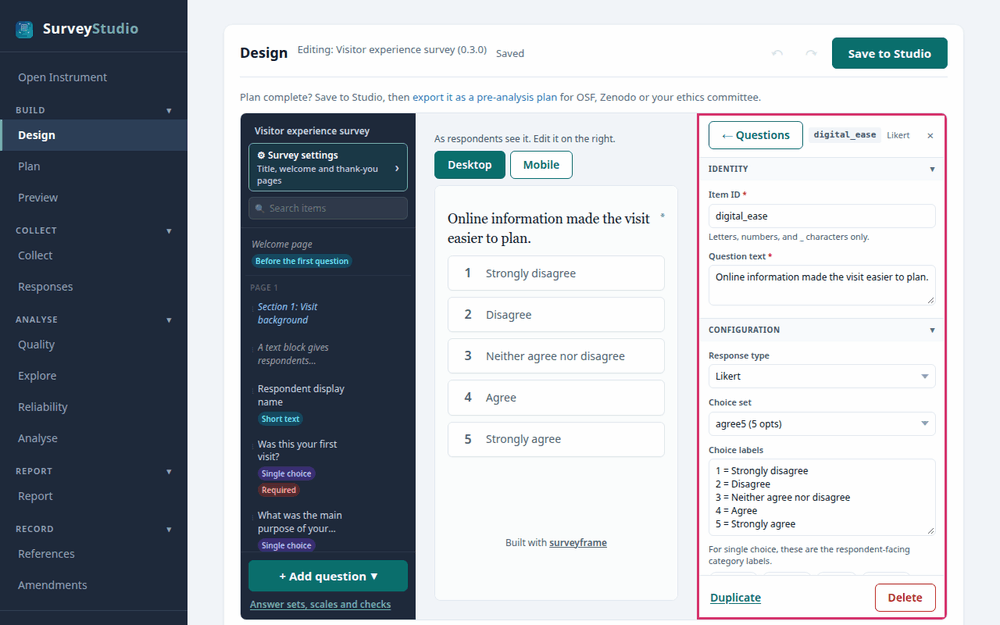 SurveyStudio
Open Instrument
BUILD
Design
Plan
Preview
COLLECT
Collect
Responses
ANALYSE
Quality
Explore
Reliability
Analyse
REPORT
Report
RECORD
References
Amendments
Design
Editing: Visitor experience survey (0.3.0)
Saved
Save to Studio
Plan complete? Save to Studio, then export it as a pre-analysis plan for OSF, Zenodo or your ethics committee.
Visitor experience survey
Survey settings
Title, welcome and thank-you
pages
Search items
Welcome page
Before the first question
PAGE 1
Section 1: Visit
background
A text block gives
respondents…
Respondent display
name
Short text
Was this your first
visit?
Single choice
Required
What was the main
purpose of your…
Single choice
+ Add question ▼
Answer sets, scales and checks
As respondents see it. Edit it on the right.
Desktop
Mobile
Online information made the visit
easier to plan.
*
1 Strongly disagree
2 Disagree
3 Neither agree nor disagree
4 Agree
5 Strongly agree
Built with surveyframe
← Questions
digital_ease
Likert
×
IDENTITY
Item ID *
digital_ease
Letters, numbers, and _ characters only.
Question text *
Online information made the visit easier to plan.
CONFIGURATION
Response type
Likert
Choice set
agree5 (5 opts)
Choice labels
1 = Strongly disagree
2 = Disagree
3 = Neither agree nor disagree
4 = Agree
5 = Strongly agree
For single choice, these are the respondent-facing
category labels.
Duplicate
Delete